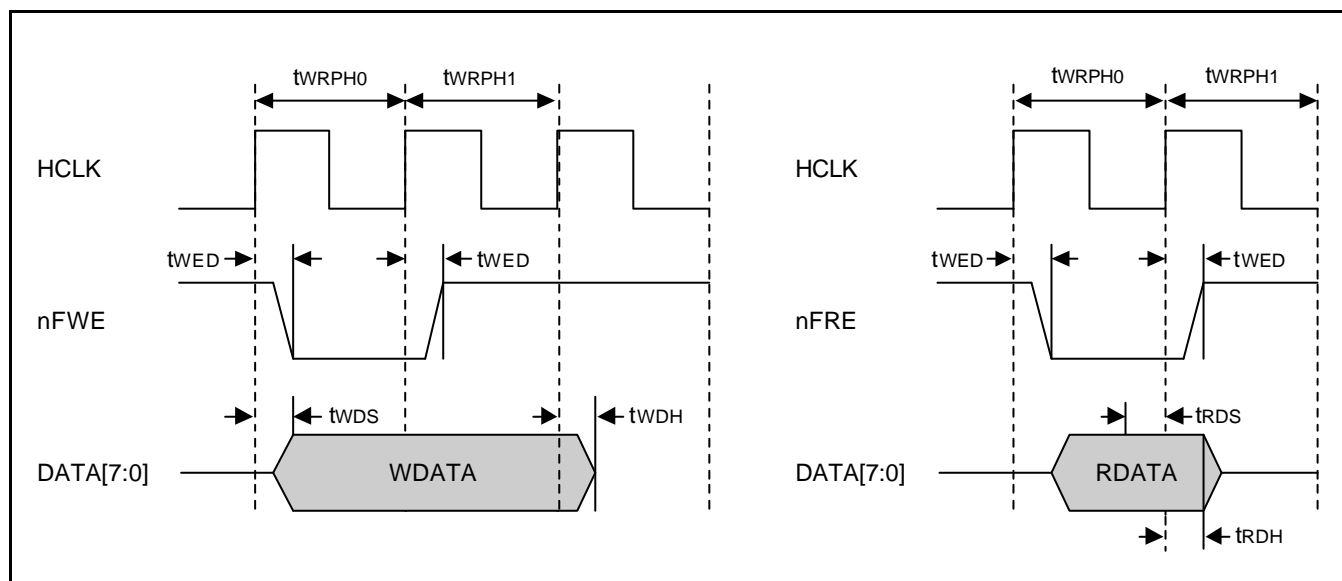 tWRPH0 tWRPH1
HCLK
tWED tWED
nFWE
tWDS tWDH
DATA[7:0] WDATA
tWRPH0 tWRPH1
HCLK
tWED tWED
nFRE
tRDS
DATA[7:0] RDATA
tRDH